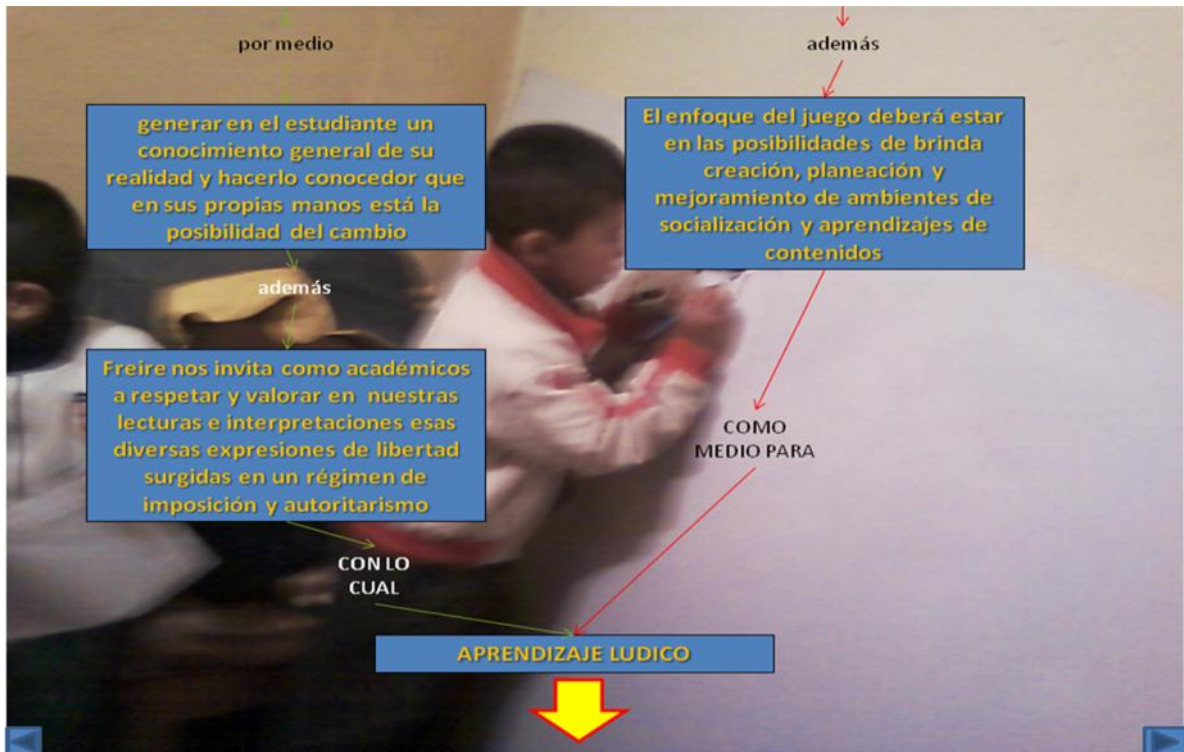 por medio
generar en el estudiante un
conocimiento general de su
realidad y hacerlo conocedor que
en sus propias manos está la
posibilidad del cambio
además
Freire nos invita como académicos
a respetar y valorar en nuestras
lecturas e interpretaciones esas
diversas expresiones de libertad
surgidas en un régimen de
imposición y autoritarismo
CON LO
CUAL
además
El enfoque del juego deberá estar
en las posibilidades de brinda
creación, planeación y
mejoramiento de ambientes de
socialización y aprendizajes de
contenidos
COMO
MEDIO PARA
APRENDIZAJE LUDICO